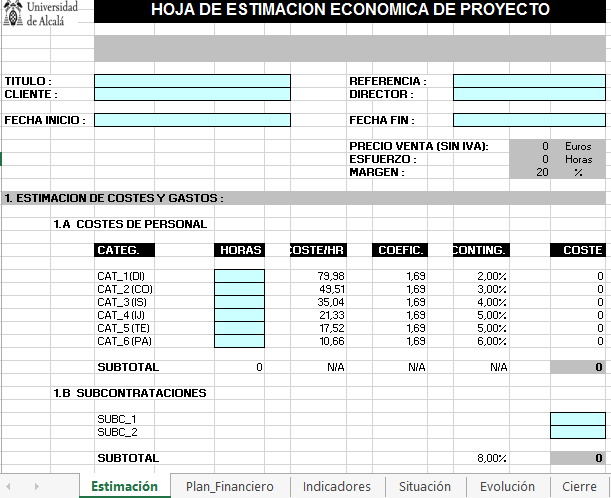 Universidad
de Alcalá
HOJA DE ESTIMACION ECONOMICA DE PROYECTO
TITULO : REFERENCIA :
CLIENTE : DIRECTOR :
FECHA INICIO : FECHA FIN :
PRECIO VENTA (SIN IVA): 0 Euros
ESFUERZO : 0 Horas
MARGEN : 20 %
1. ESTIMACION DE COSTES Y GASTOS :
1.A COSTES DE PERSONAL
CATEG. HORAS COSTE/HR COEFIC. CONTING. COSTE
CAT_1(DI) 79,98 1,69 2,00% 0
CAT_2(CO) 49,51 1,69 3,00% 0
CAT_3(IS) 35,04 1,69 4,00% 0
CAT_4(IJ) 21,33 1,69 5,00% 0
CAT_5(TE) 17,52 1,69 5,00% 0
CAT_6(PA) 10,66 1,69 6,00% 0
SUBTOTAL 0 N/A N/A N/A 0
1.B SUBCONTRATACIONES
SUBC_1
SUBC_2
SUBTOTAL 8,00% 0
Estimación Plan_Financiero Indicadores Situación Evolución Cierre